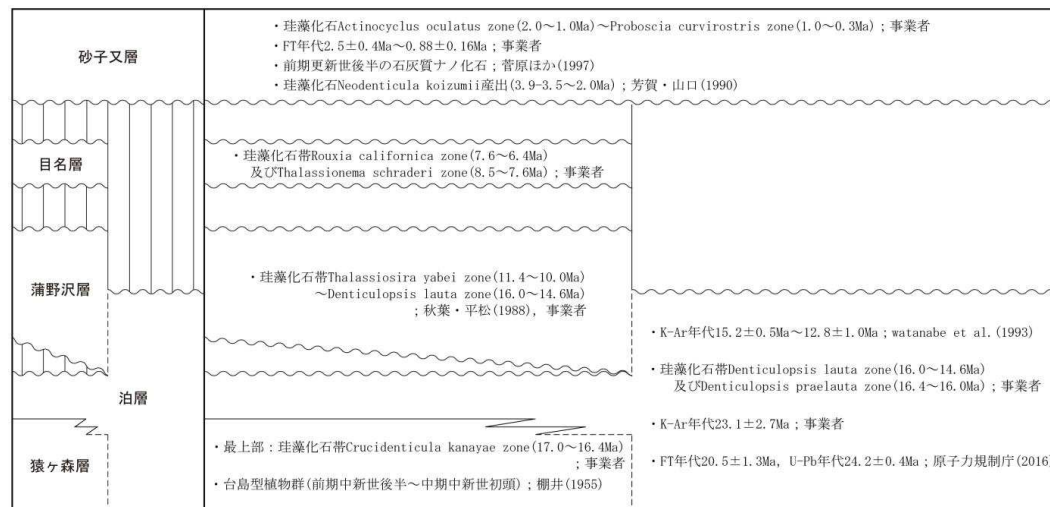 砂子又層
・珪藻化石Actinocyclus oculatus zone(2.0～1.0Ma)～Proboscia curvirostris zone(1.0～0.3Ma)；事業者
・FT年代2.5±0.4Ma～0.88±0.16Ma；事業者
・前期更新世後半の石灰質ナノ化石；菅原ほか(1997)
・珪藻化石Neodenticula koizumii産出(3.9-3.5～2.0Ma)；芳賀・山口(1990)
目名層
・珪藻化石帯Rouxia californica zone(7.6～6.4Ma)
及びThalassionema schraderi zone(8.5～7.6Ma)；事業者
蒲野沢層
・珪藻化石帯Thalassiosira yabei zone(11.4～10.0Ma)
～Denticulopsis lauta zone(16.0～14.6Ma)
；秋葉・平松(1988)，事業者
泊層
・K-Ar年代15.2±0.5Ma～12.8±1.0Ma；watanabe et al.(1993)
・珪藻化石帯Denticulopsis lauta zone(16.0～14.6Ma)
及びDenticulopsis praelauta zone(16.4～16.0Ma)；事業者
・K-Ar年代23.1±2.7Ma；事業者
・FT年代20.5±1.3Ma，U-Pb年代24.2±0.4Ma；原子力規制庁(2016)
猿ヶ森層
・最上部：珪藻化石帯Crucidenticula kanayae zone(17.0～16.4Ma)
；事業者
・台島型植物群(前期中新世後半～中期中新世初頭)；棚井(1955)